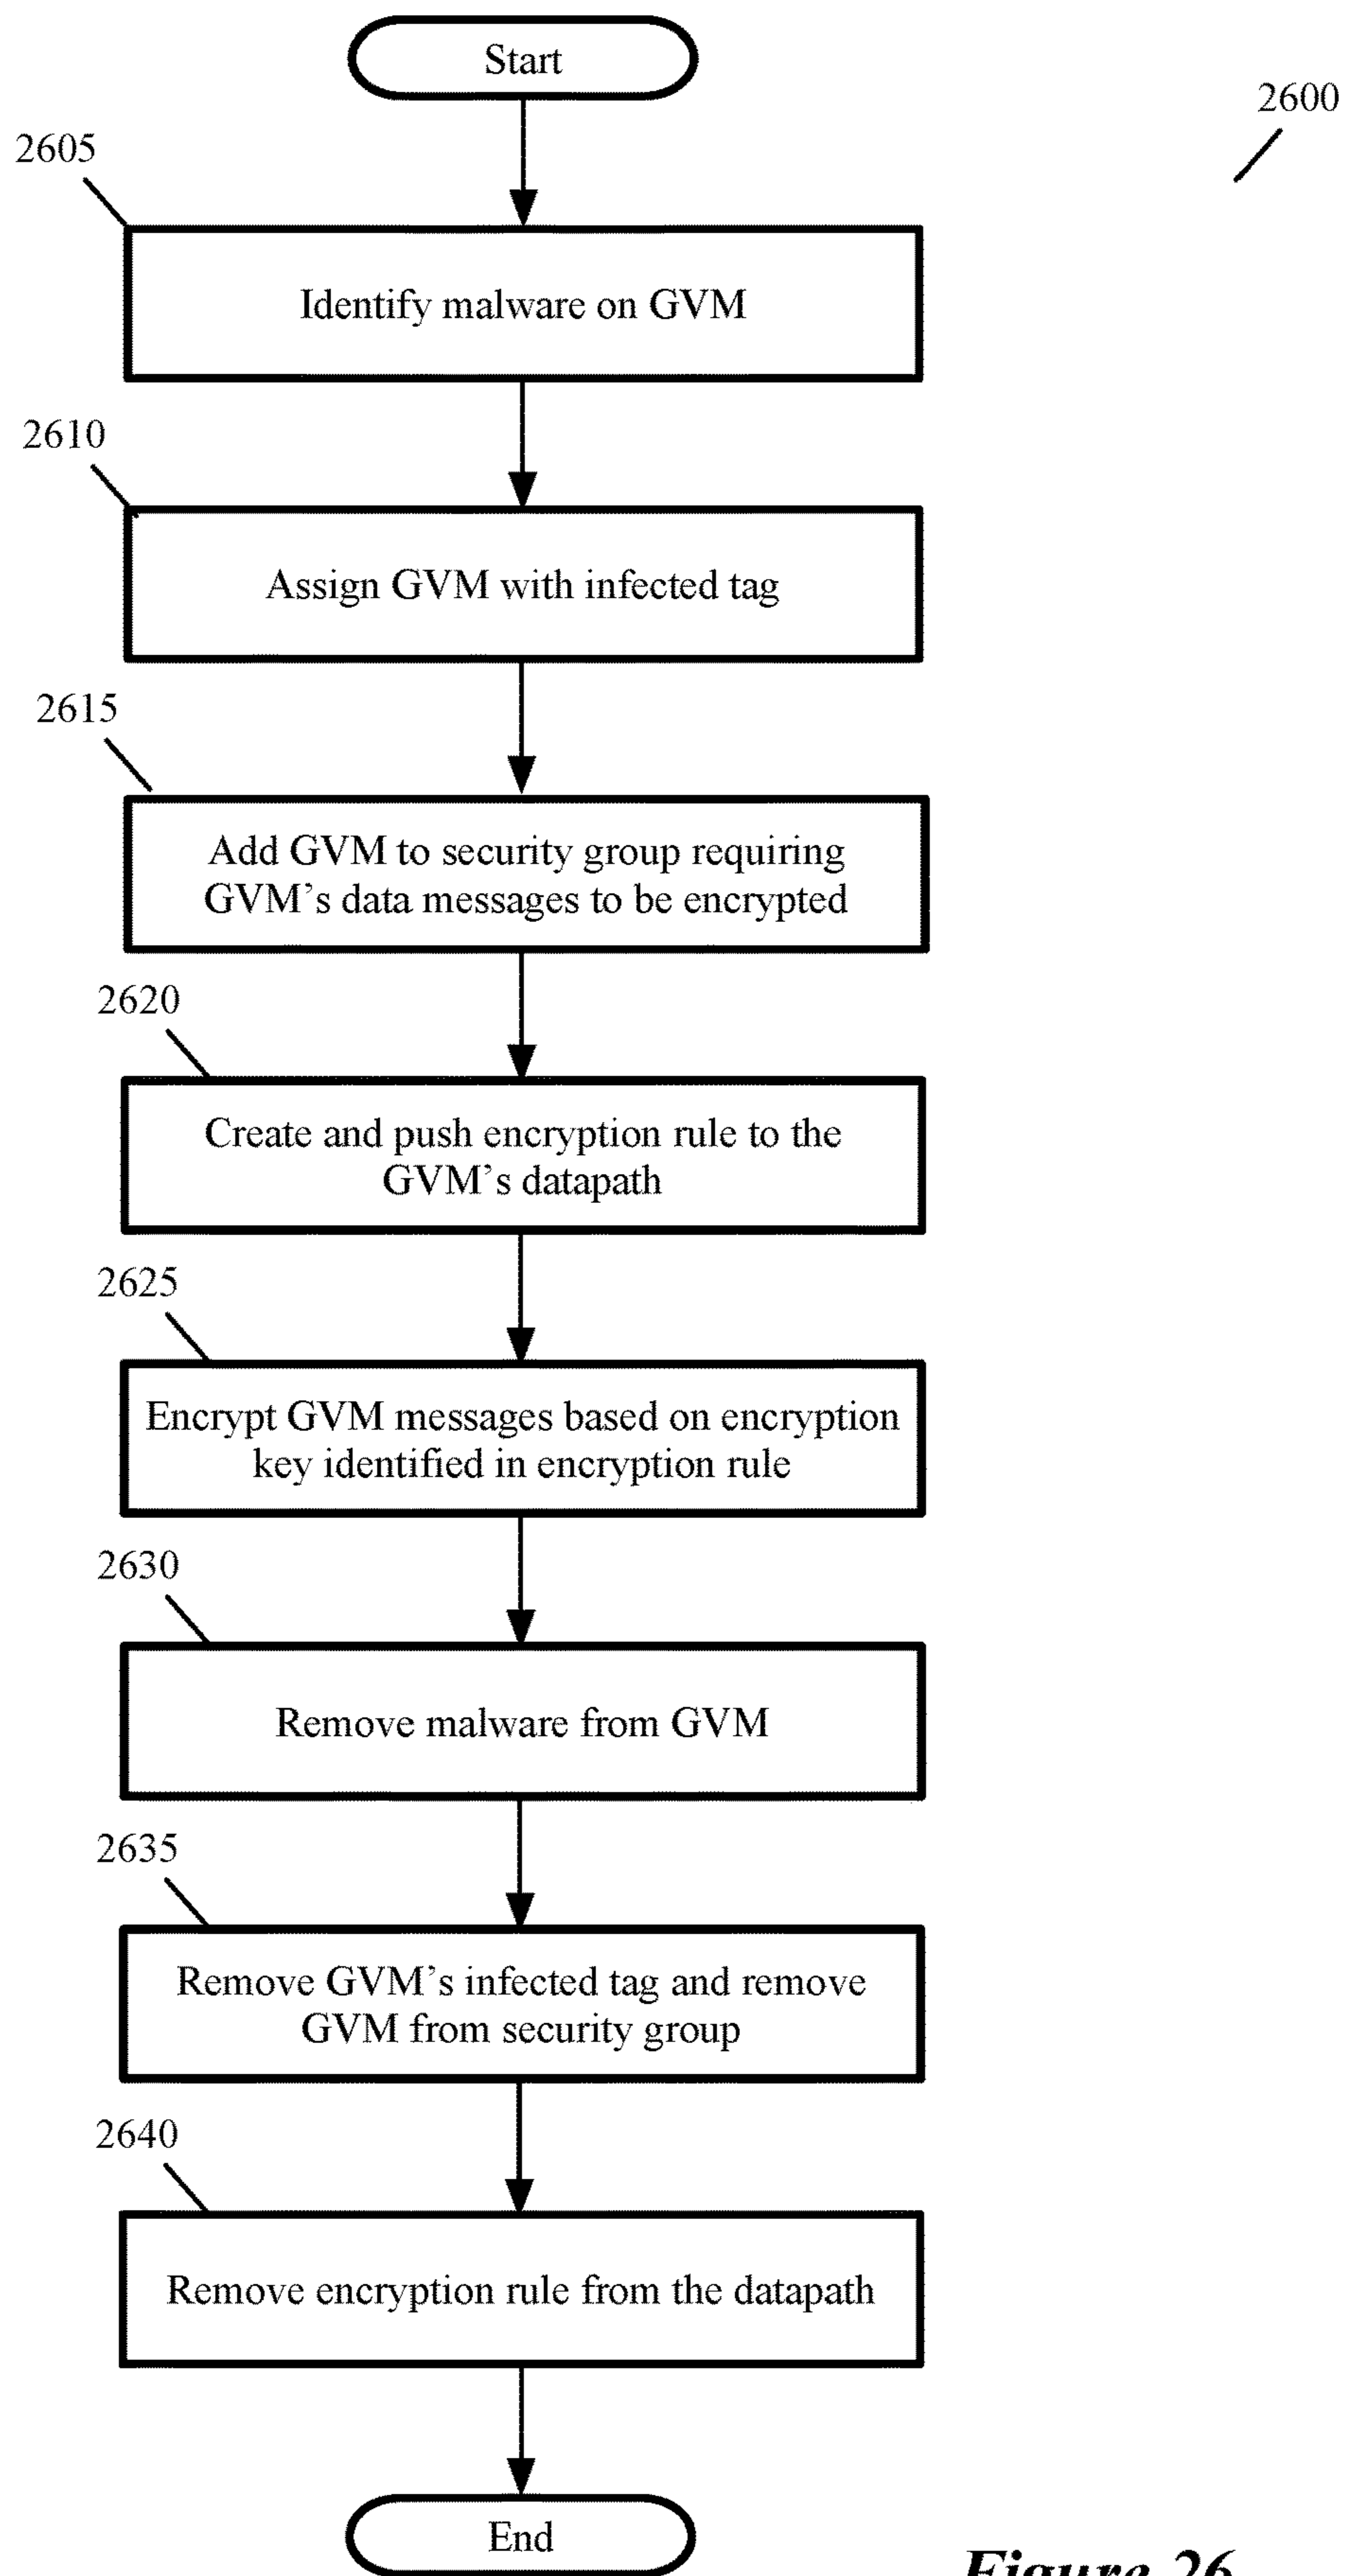 Start
2600
2605
Identify malware on GVM
2610
Assign GVM with infected tag
2615
Add GVM to security group requiring
GVM's data messages to be encrypted
2620
Create and push encryption rule to the
GVM's datapath
2625
Encrypt GVM messages based on encryption
key identified in encryption rule
2630
Remove malware from GVM
2635
Remove GVM's infected tag and remove
GVM from security group
2640
Remove encryption rule from the datapath
End
Figure 26